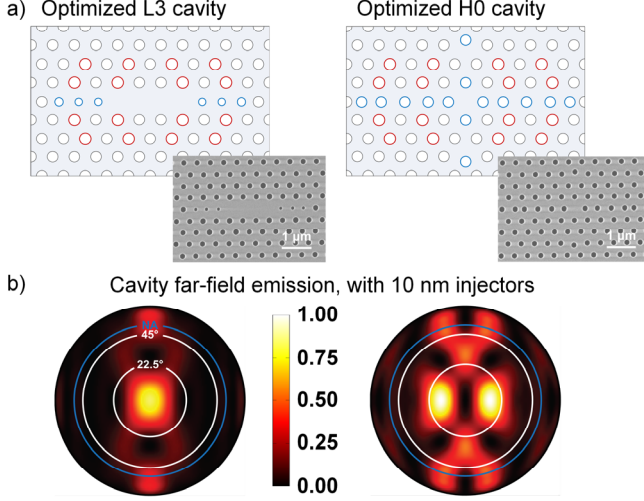 a) Optimized L3 cavity Optimized H0 cavity
1 µm
1 µm
b) Cavity far-field emission, with 10 nm injectors
NA
45°
22.5°
1.00
0.75
0.50
0.25
0.00